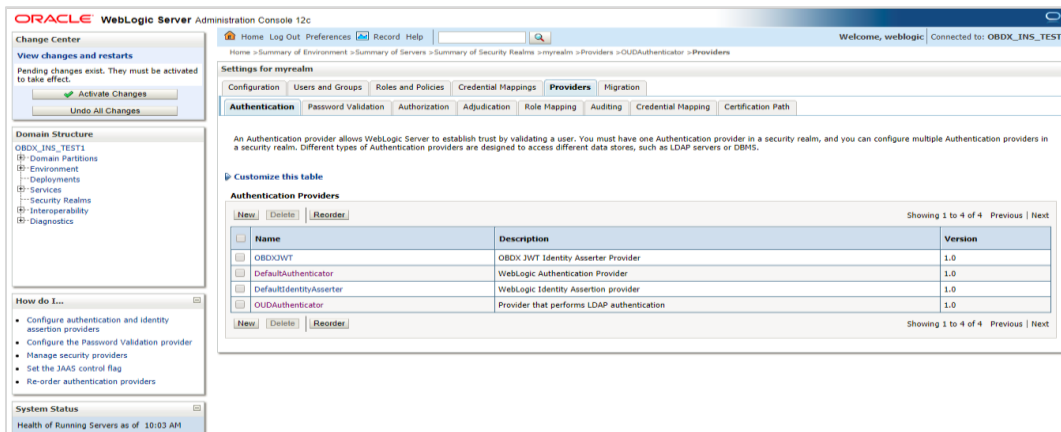 ORACLE WebLogic Server Administration Console 12c
Change Center
View changes and restarts
Pending changes exist. They must be activated
to take effect.
Activate Changes
Undo All Changes
Domain Structure
OBDX_INS_TEST1
Domain Partitions
Environment
Deployments
Services
Security Realms
Interoperability
Diagnostics
How do I...
Configure authentication and identity
assertion providers
Configure the Password Validation provider
Manage security providers
Set the JAAS control flag
Re-order authentication providers
System Status
Health of Running Servers as of 10:03 AM
Home Log Out Preferences Record Help
Welcome, weblogic Connected to: OBDX_INS_TEST
Home >Summary of Environment >Summary of Servers >Summary of Security Realms >myrealm >Providers >OUDAuthenticator >Providers
Settings for myrealm
Configuration Users and Groups Roles and Policies Credential Mappings Providers Migration
Authentication Password Validation Authorization Adjudication Role Mapping Auditing Credential Mapping Certification Path
An Authentication provider allows WebLogic Server to establish trust by validating a user. You must have one Authentication provider in a security realm, and you can configure multiple Authentication providers in
a security realm. Different types of Authentication providers are designed to access different data stores, such as LDAP servers or DBMS.
Customize this table
Authentication Providers
New Delete Reorder Showing 1 to 4 of 4 Previous | Next
Name Description Version
OBDXJWT OBDX JWT Identity Asserter Provider 1.0
DefaultAuthenticator WebLogic Authentication Provider 1.0
DefaultIdentityAsserter WebLogic Identity Assertion provider 1.0
OUDAuthenticator Provider that performs LDAP authentication 1.0
New Delete Reorder Showing 1 to 4 of 4 Previous | Next